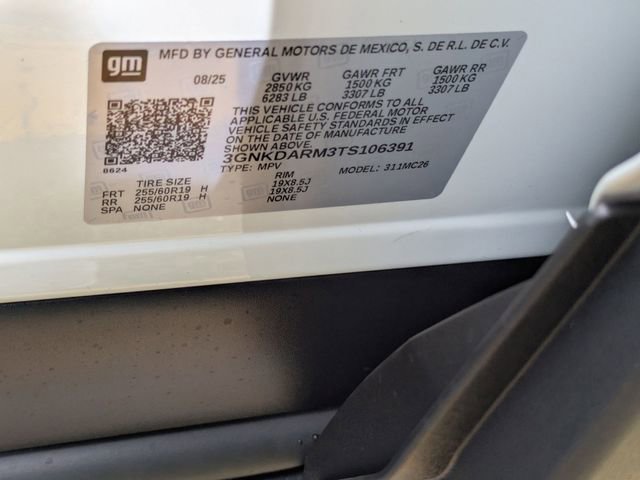 gm
MFD BY GENERAL MOTORS DE MEXICO, S. DE R.L. DE C.V.
08/25 GVWR GAWR FRT GAWR RR
2850 KG 1500 KG 1500 KG
6283 LB 3307 LB 3307 LB
THIS VEHICLE CONFORMS TO ALL
APPLICABLE U.S. FEDERAL MOTOR
VEHICLE SAFETY STANDARDS IN EFFECT
ON THE DATE OF MANUFACTURE
SHOWN ABOVE.
3GNKDARM3TS106391
8624
TYPE: MPV MODEL: 311MC26
TIRE SIZE RIM
FRT 255/60R19 H 19X8.5J
RR 255/60R19 H 19X8.5J
SPA NONE NONE